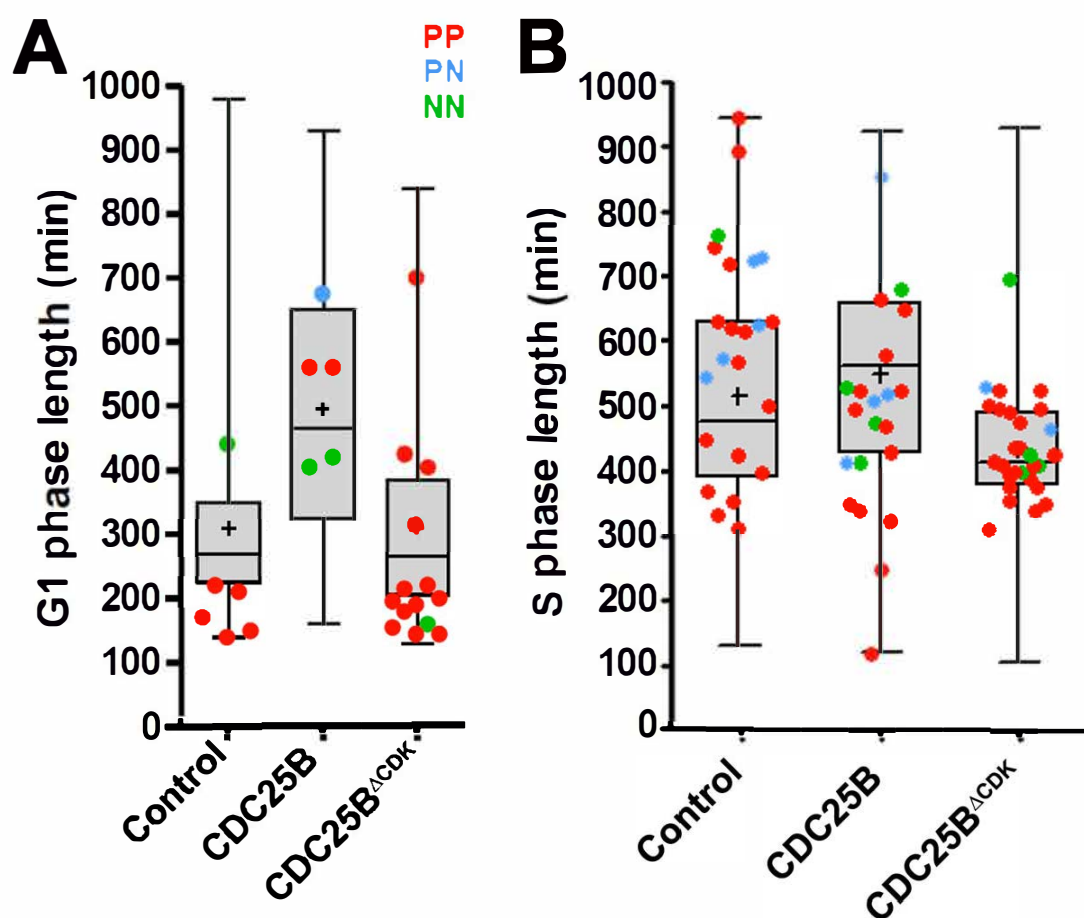 A
PP
PN
NN
G1 phase length (min)
1000
900
800
700
600
500
400
300
200
100
0
Control
CDC25B
CDC25BΔCDK
B
S phase length (min)
1000
900
800
700
600
500
400
300
200
100
0
Control
CDC25B
CDC25BΔCDK